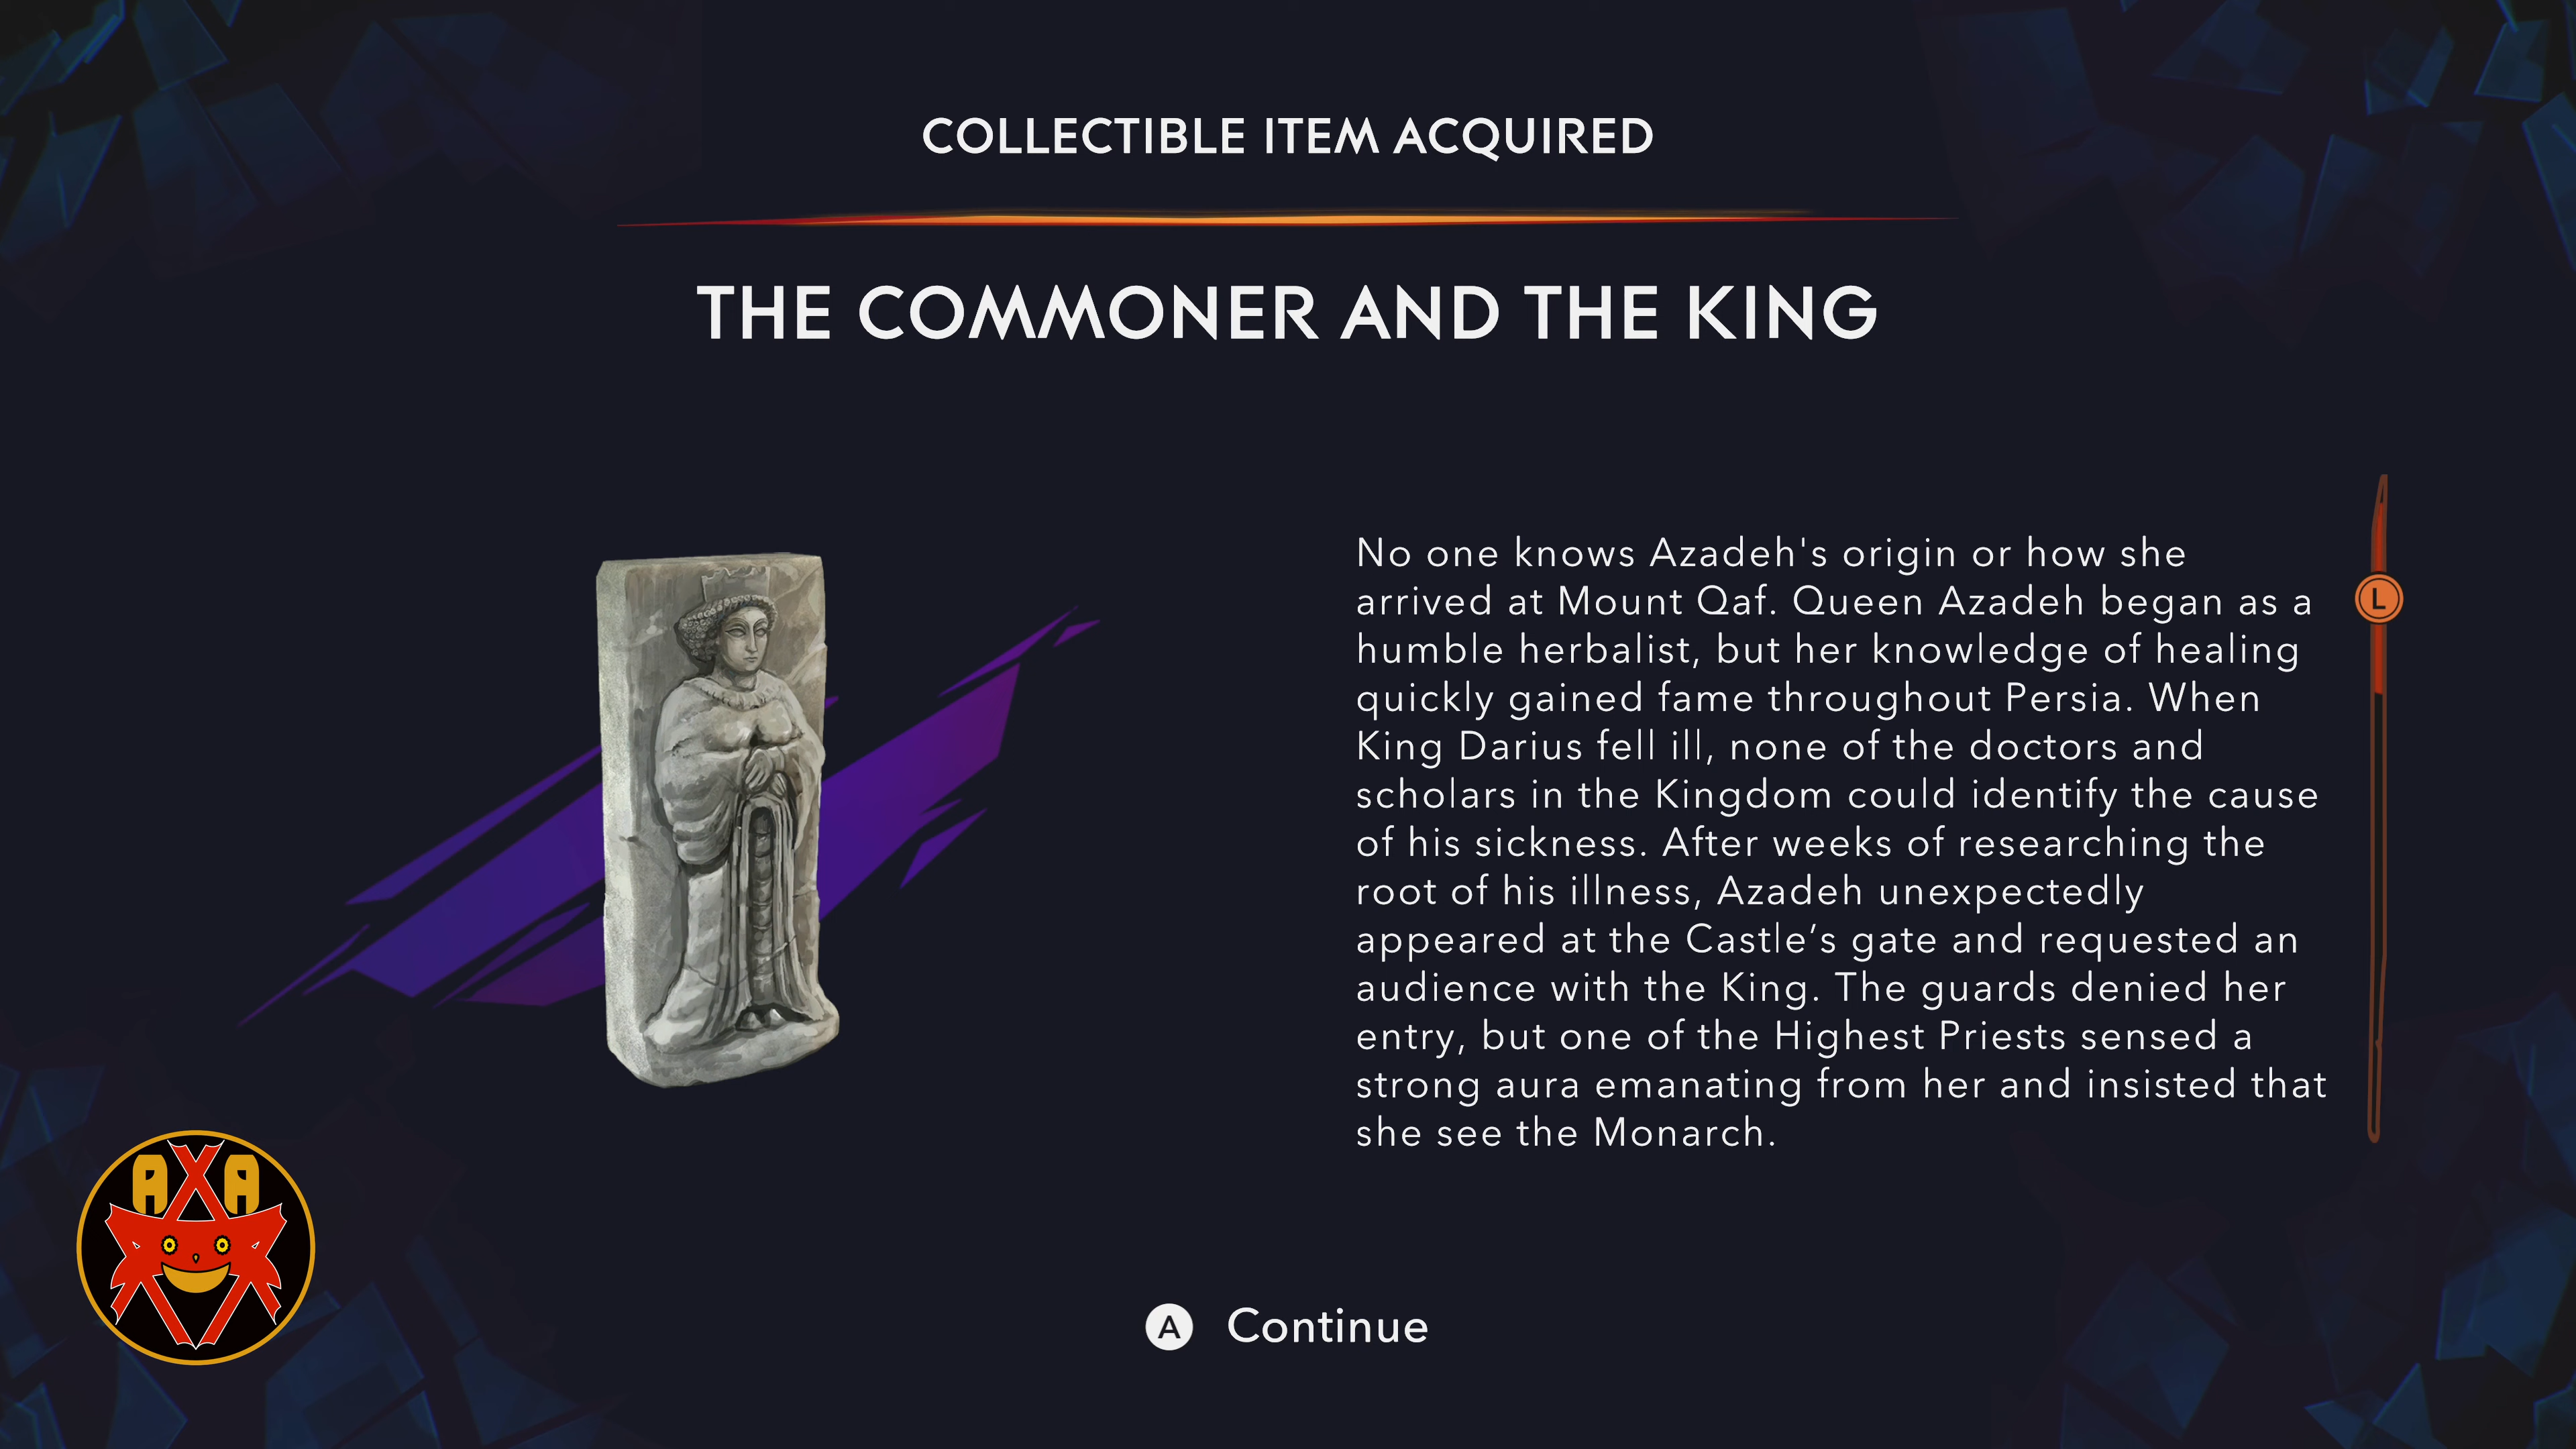 COLLECTIBLE ITEM ACQUIRED
THE COMMONER AND THE KING
No one knows Azadeh's origin or how she
arrived at Mount Qaf. Queen Azadeh began as a
humble herbalist, but her knowledge of healing
quickly gained fame throughout Persia. When
King Darius fell ill, none of the doctors and
scholars in the Kingdom could identify the cause
of his sickness. After weeks of researching the
root of his illness, Azadeh unexpectedly
appeared at the Castle’s gate and requested an
audience with the King. The guards denied her
entry, but one of the Highest Priests sensed a
strong aura emanating from her and insisted that
she see the Monarch.
L
AXA
A Continue